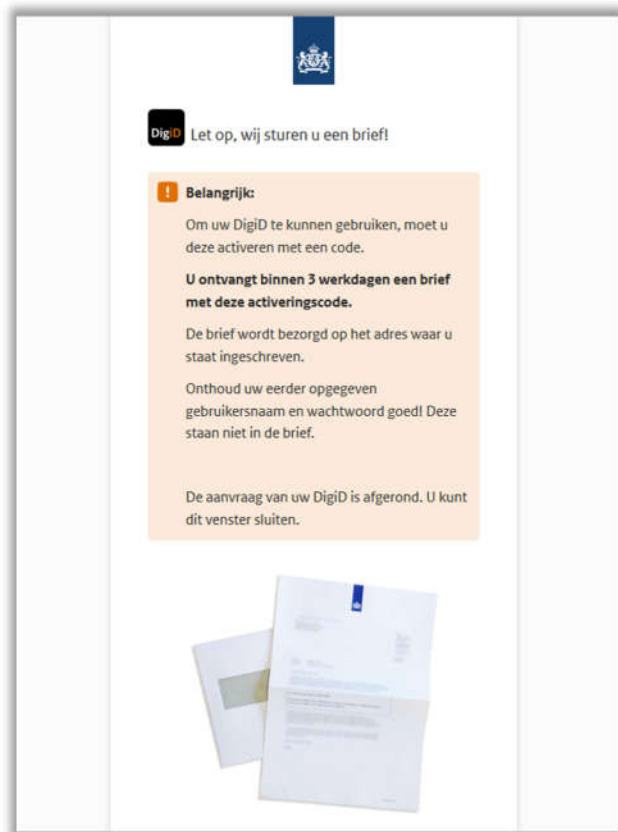 DigiD Let op, wij sturen u een brief!
Belangrijk:
Om uw DigiD te kunnen gebruiken, moet u
deze activeren met een code.
U ontvangt binnen 3 werkdagen een brief
met deze activeringscode.
De brief wordt bezorgd op het adres waar u
staat ingeschreven.
Onthoud uw eerder opgegeven
gebruikersnaam en wachtwoord goed! Deze
staan niet in de brief.
De aanvraag van uw DigiD is afgerond. U kunt
dit venster sluiten.